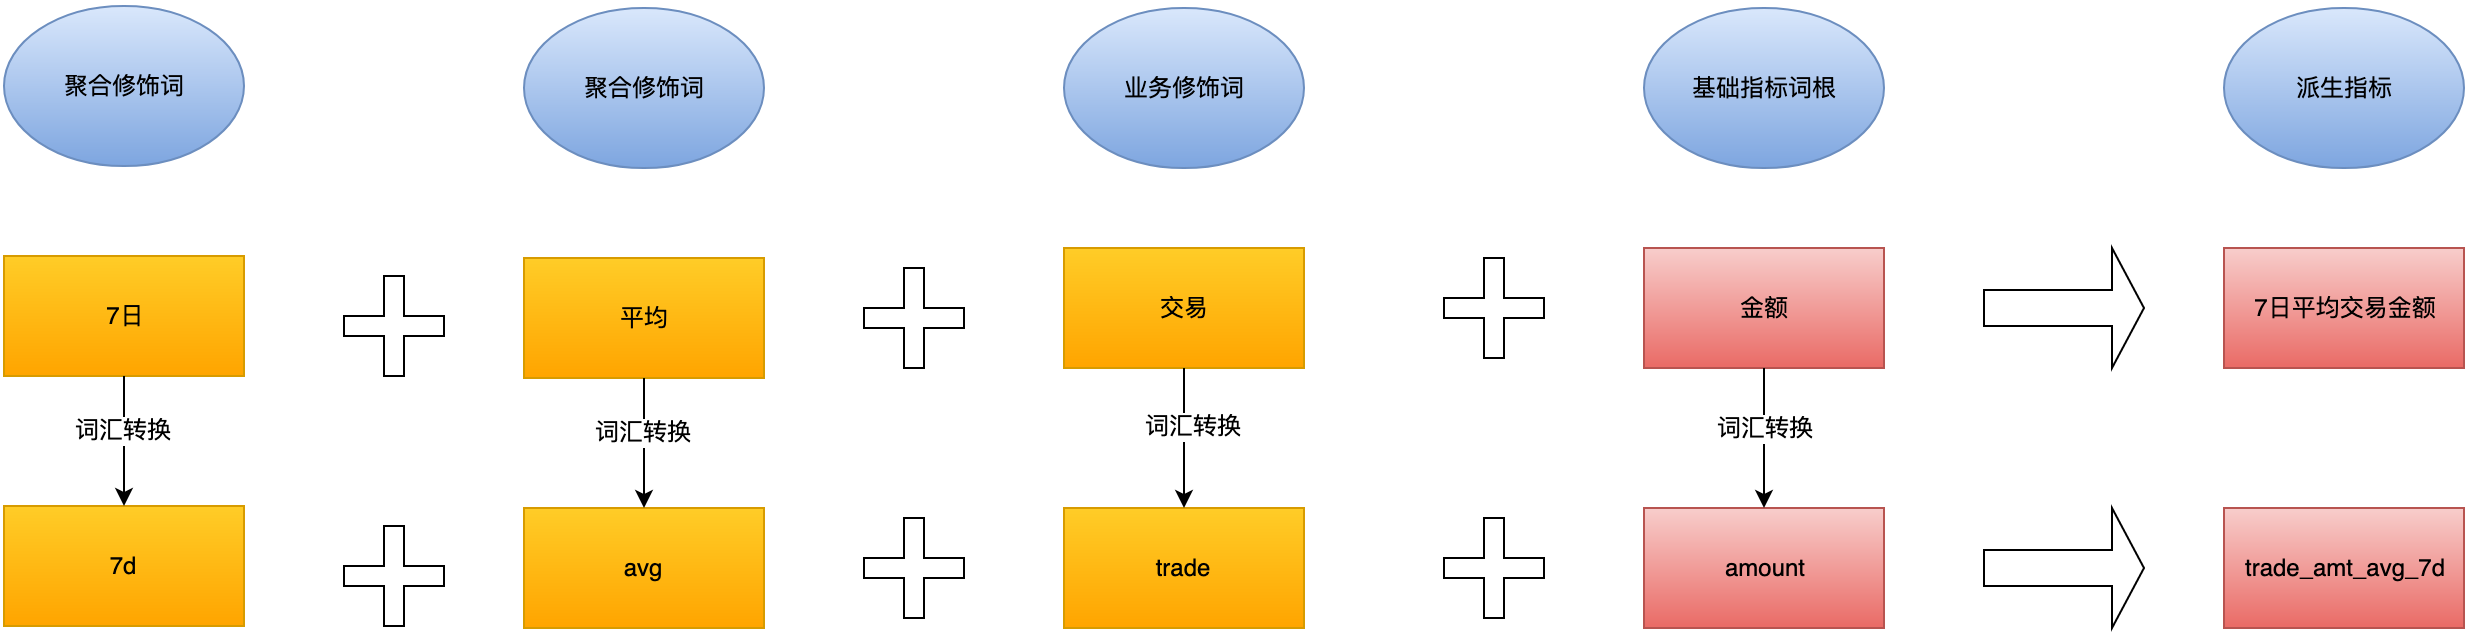 聚合修饰词
聚合修饰词
业务修饰词
基础指标词根
派生指标
7日
平均
交易
金额
7日平均交易金额
词汇转换
词汇转换
词汇转换
词汇转换
7d
avg
trade
amount
trade_amt_avg_7d